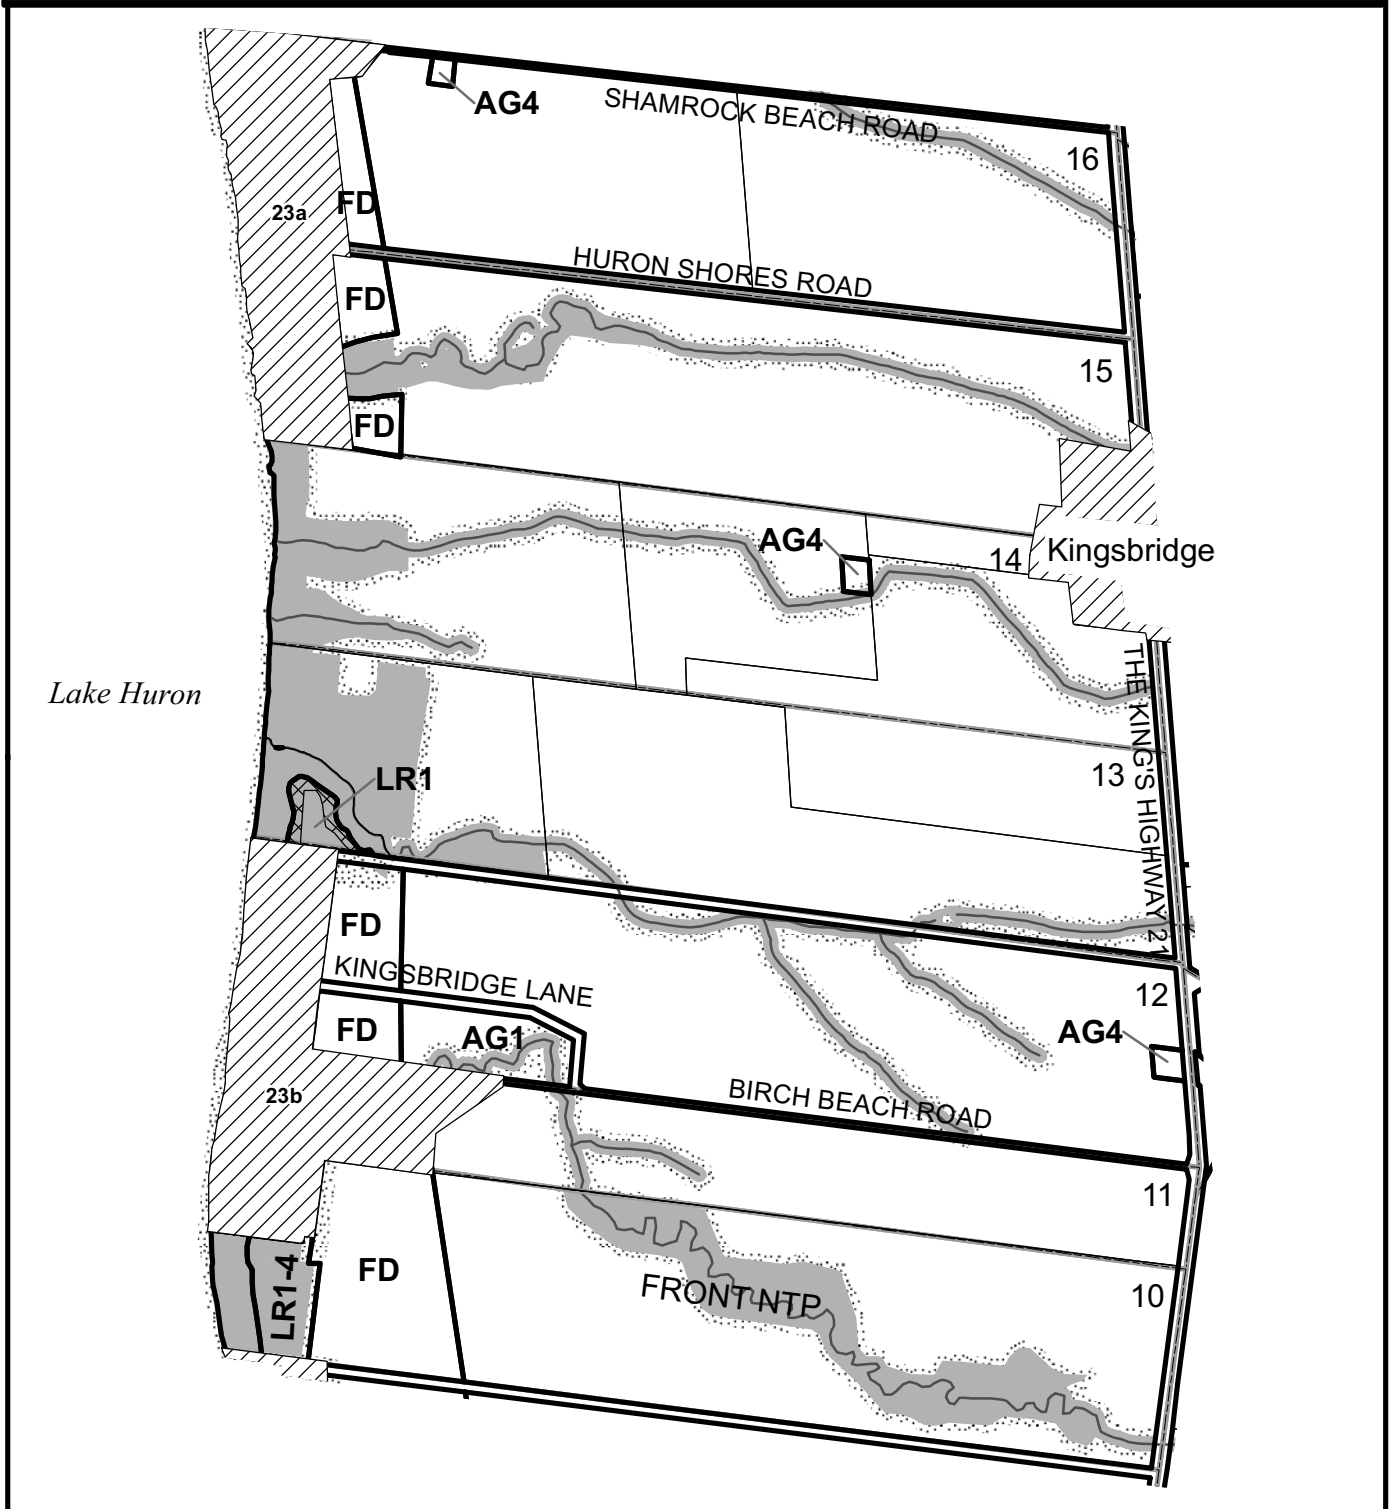 AG4
SHAMROCK BEACH ROAD
16
FD
23a
HURON SHORES ROAD
FD
15
FD
AG4
14
Kingsbridge
Lake Huron
THE KING'S HIGHWAY 21
LR1
13
FD
KINGSBRIDGE LANE
12
FD
AG1
AG4
23b
BIRCH BEACH ROAD
11
FD
LR1-4
FRONT NTP
10